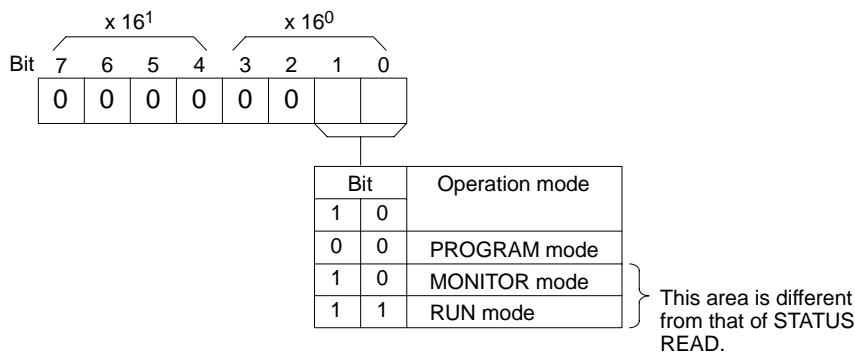 x 16¹ x 16⁰
Bit 7 6 5 4 3 2 1 0
0 0 0 0 0 0
Bit Operation mode
1 0
0 0 PROGRAM mode
1 0 MONITOR mode
1 1 RUN mode
This area is different
from that of STATUS
READ.